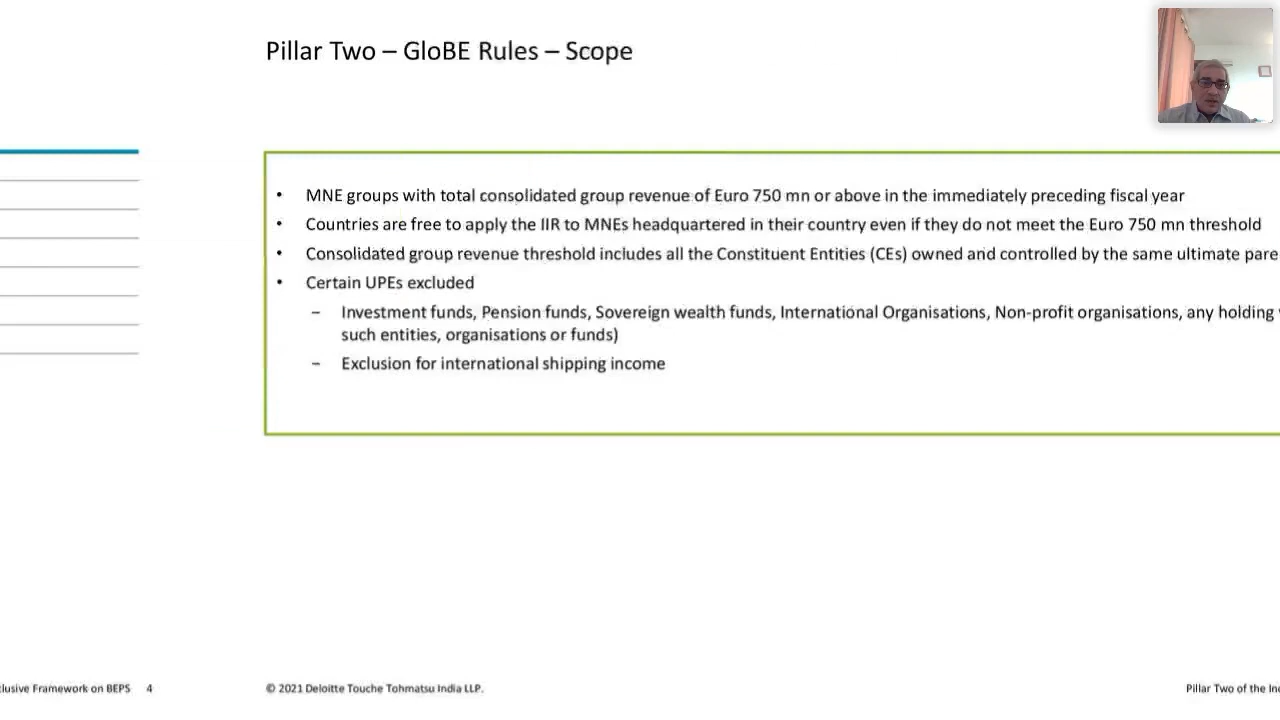 Pillar Two – GloBE Rules – Scope
• MNE groups with total consolidated group revenue of Euro 750 mn or above in the immediately preceding fiscal year
• Countries are free to apply the IIR to MNEs headquartered in their country even if they do not meet the Euro 750 mn threshold
• Consolidated group revenue threshold includes all the Constituent Entities (CEs) owned and controlled by the same ultimate pare
• Certain UPEs excluded
– Investment funds, Pension funds, Sovereign wealth funds, International Organisations, Non-profit organisations, any holding
such entities, organisations or funds)
– Exclusion for international shipping income
clusive Framework on BEPS 4
© 2021 Deloitte Touche Tohmatsu India LLP.
Pillar Two of the Inc